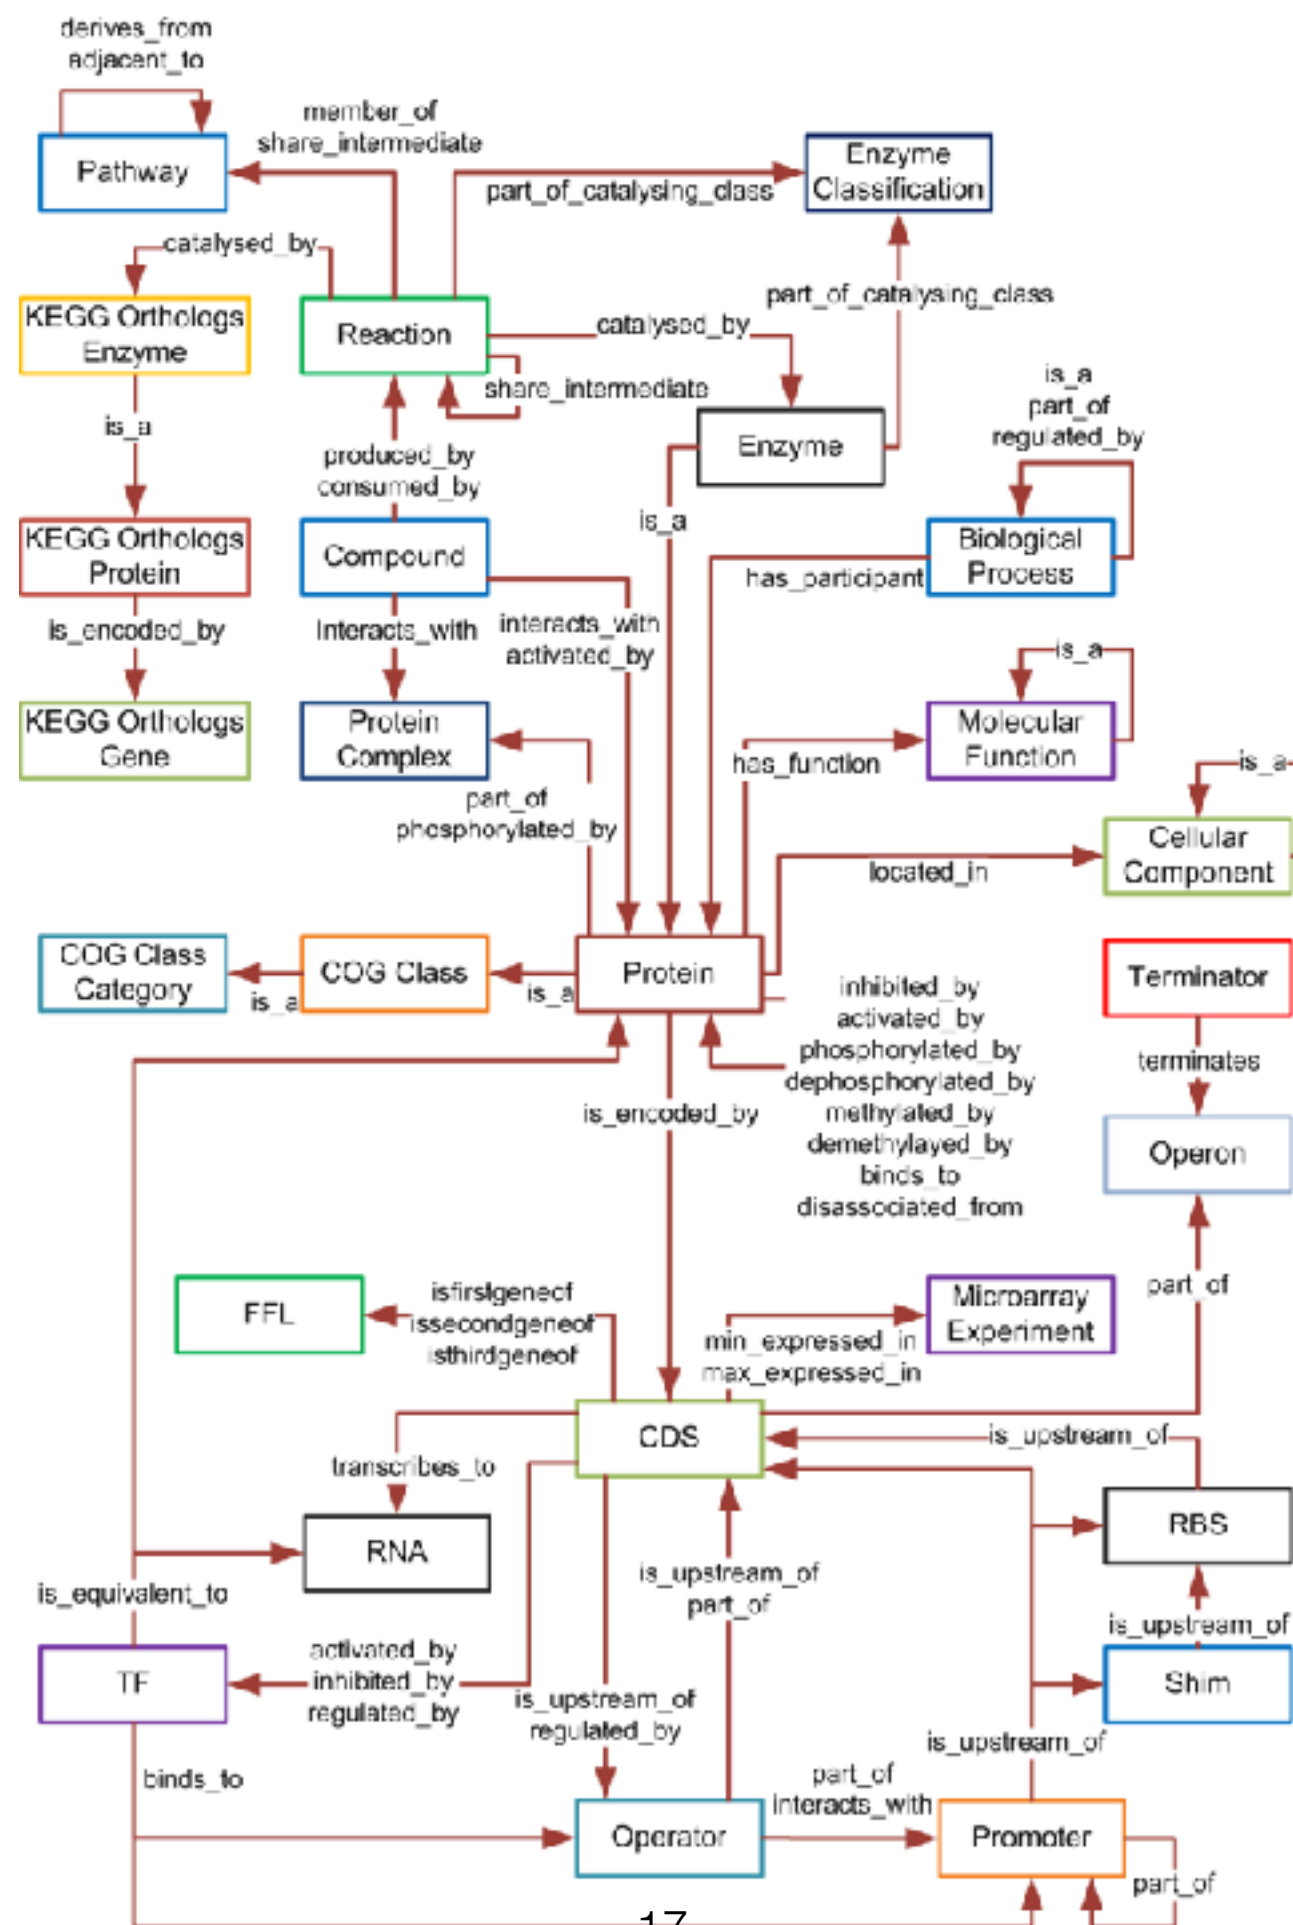 derives_from
adjacent_to
member_of
share_intermediate
Pathway
Enzyme
Classification
part_of_catalysing_class
catalysed_by
part_of_catalysing_class
KEGG Orthologs
Enzyme
Reaction
catalysed_by
share_intermediate
is_a
part_of
regulated_by
is_a
Enzyme
produced_by
consumed_by
is_a
KEGG Orthologs
Protein
Compound
Biological
Process
has_participant
is_encoded_by
Interacts_with
interacts_with
activated_by
is_a
KEGG Orthologs
Gene
Protein
Complex
Molecular
Function
has_function
is_a
part_of
phosphorylated_by
Cellular
Component
located_in
COG Class
Category
is_a
COG Class
is_a
Protein
Terminator
inhibited_by
activated_by
phosphorylated_by
dephosphorylated_by
methylated_by
demethylayed_by
binds_to
disassociated_from
terminates
is_encoded_by
Operon
FFL
isfirstgeneof
issecondgeneof
isthirdgeneof
Microarray
Experiment
min_expressed_in
max_expressed_in
part_of
CDS
is_upstream_of
transcribes_to
RNA
RBS
is_equivalent_to
is_upstream_of
part_of
is_upstream_of
TF
activated_by
inhibited_by
regulated_by
Shim
is_upstream_of
regulated_by
is_upstream_of
binds_to
part_of
interacts_with
Operator
Promoter
part_of
17